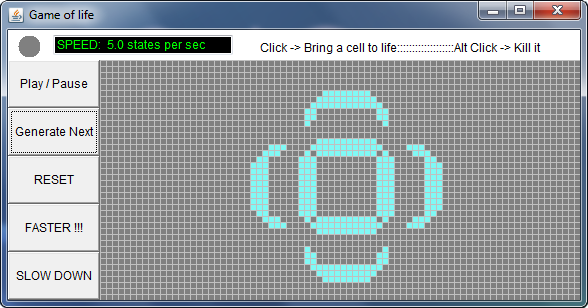 Game of life
SPEED:  5.0 states per sec
Click -> Bring a cell to life:::::::::::::::::::Alt Click -> Kill it
Play / Pause
Generate Next
RESET
FASTER !!!
SLOW DOWN